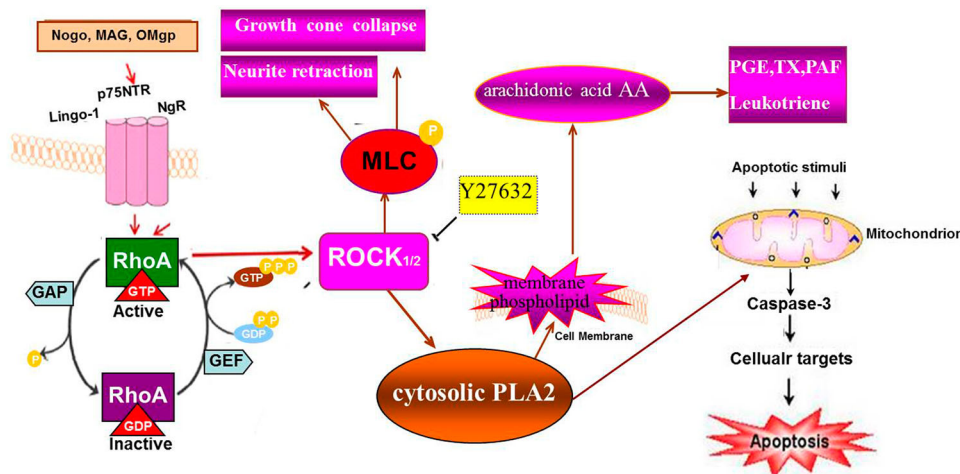 Nogo, MAG, OMgp
p75NTR
Lingo-1
NgR
RhoA
GTP
Active
GAP
P
GTP
P P P
GDP
P P
GEF
RhoA
GDP
Inactive
Growth cone collapse
Neurite retraction
MLC
P
Y27632
ROCK1/2
cytosolic PLA2
membrane
phospholipid
Cell Membrane
arachidonic acid AA
PGE,TX,PAF
Leukotriene
Apoptotic stimuli
Mitochondrion
Caspase-3
Cellualr targets
Apoptosis